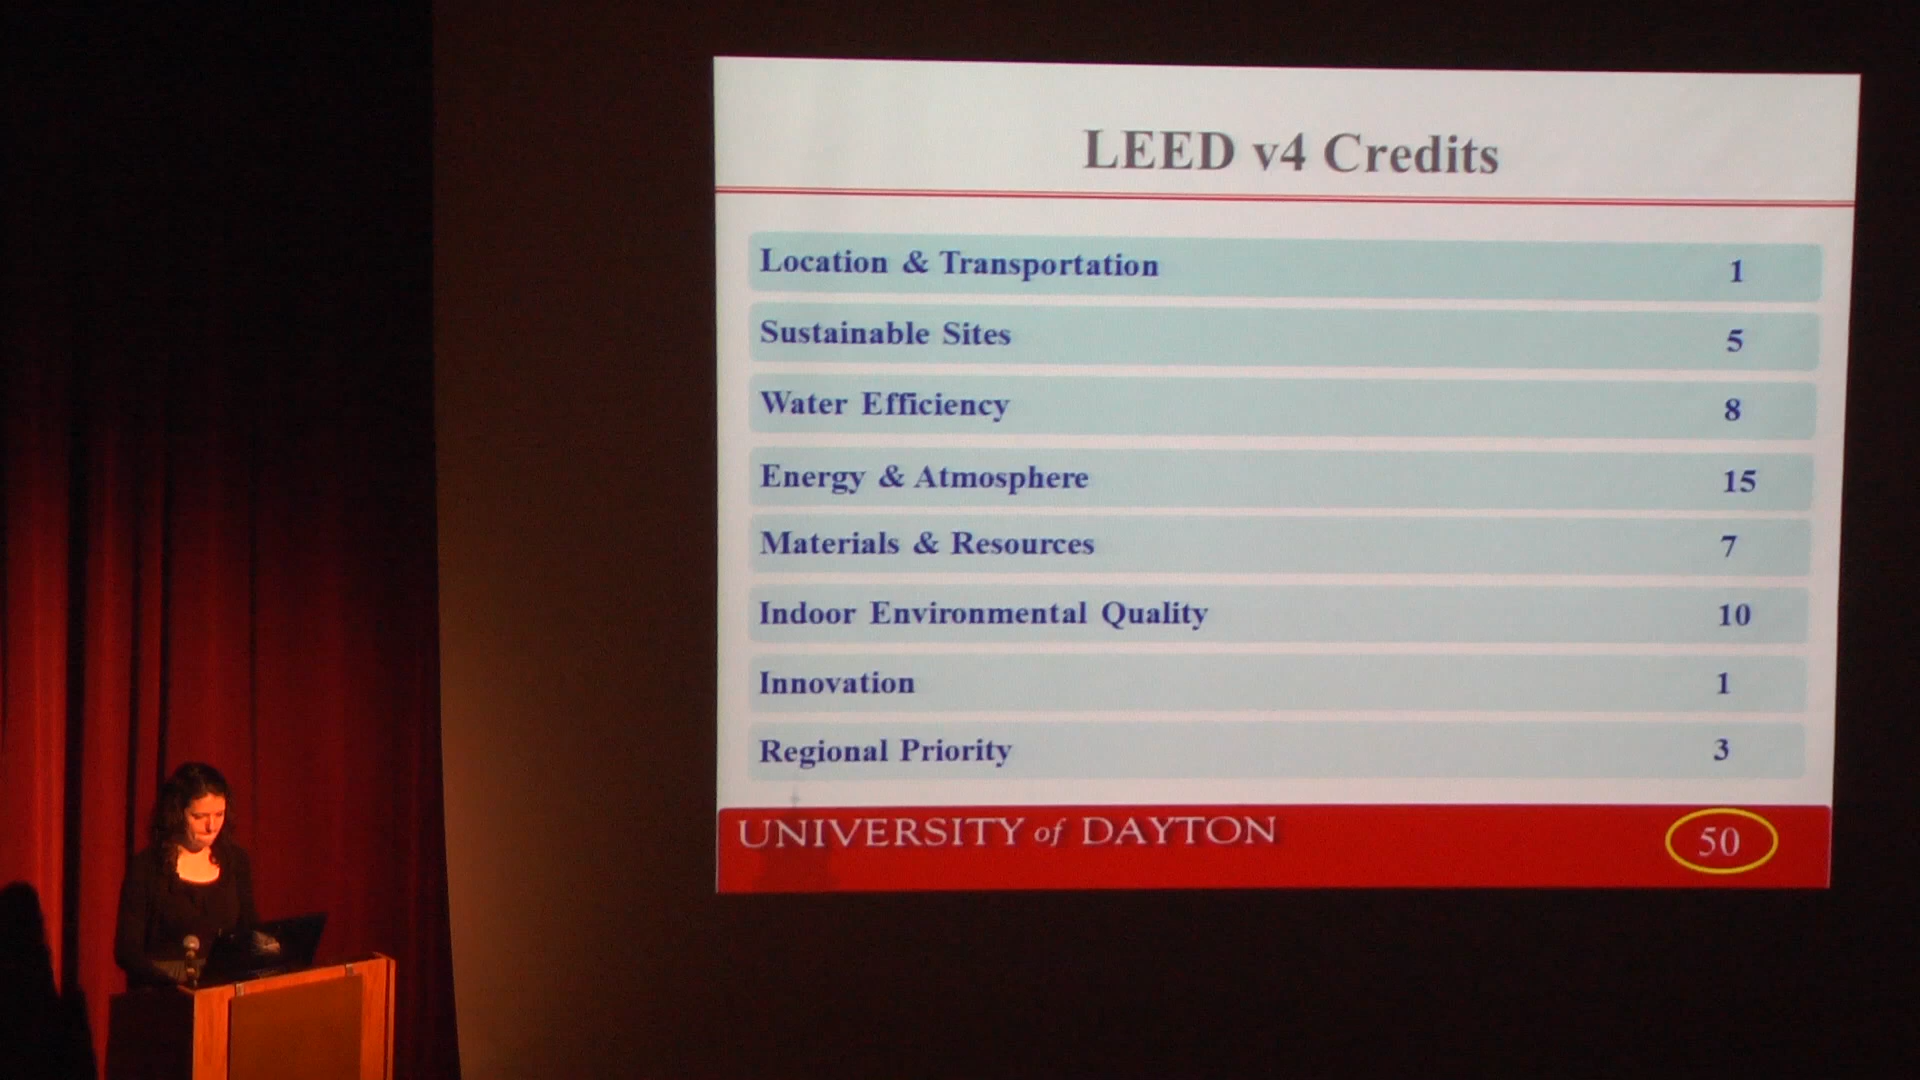 LEED v4 Credits
Location & Transportation 1
Sustainable Sites 5
Water Efficiency 8
Energy & Atmosphere 15
Materials & Resources 7
Indoor Environmental Quality 10
Innovation 1
Regional Priority 3
UNIVERSITY of DAYTON 50